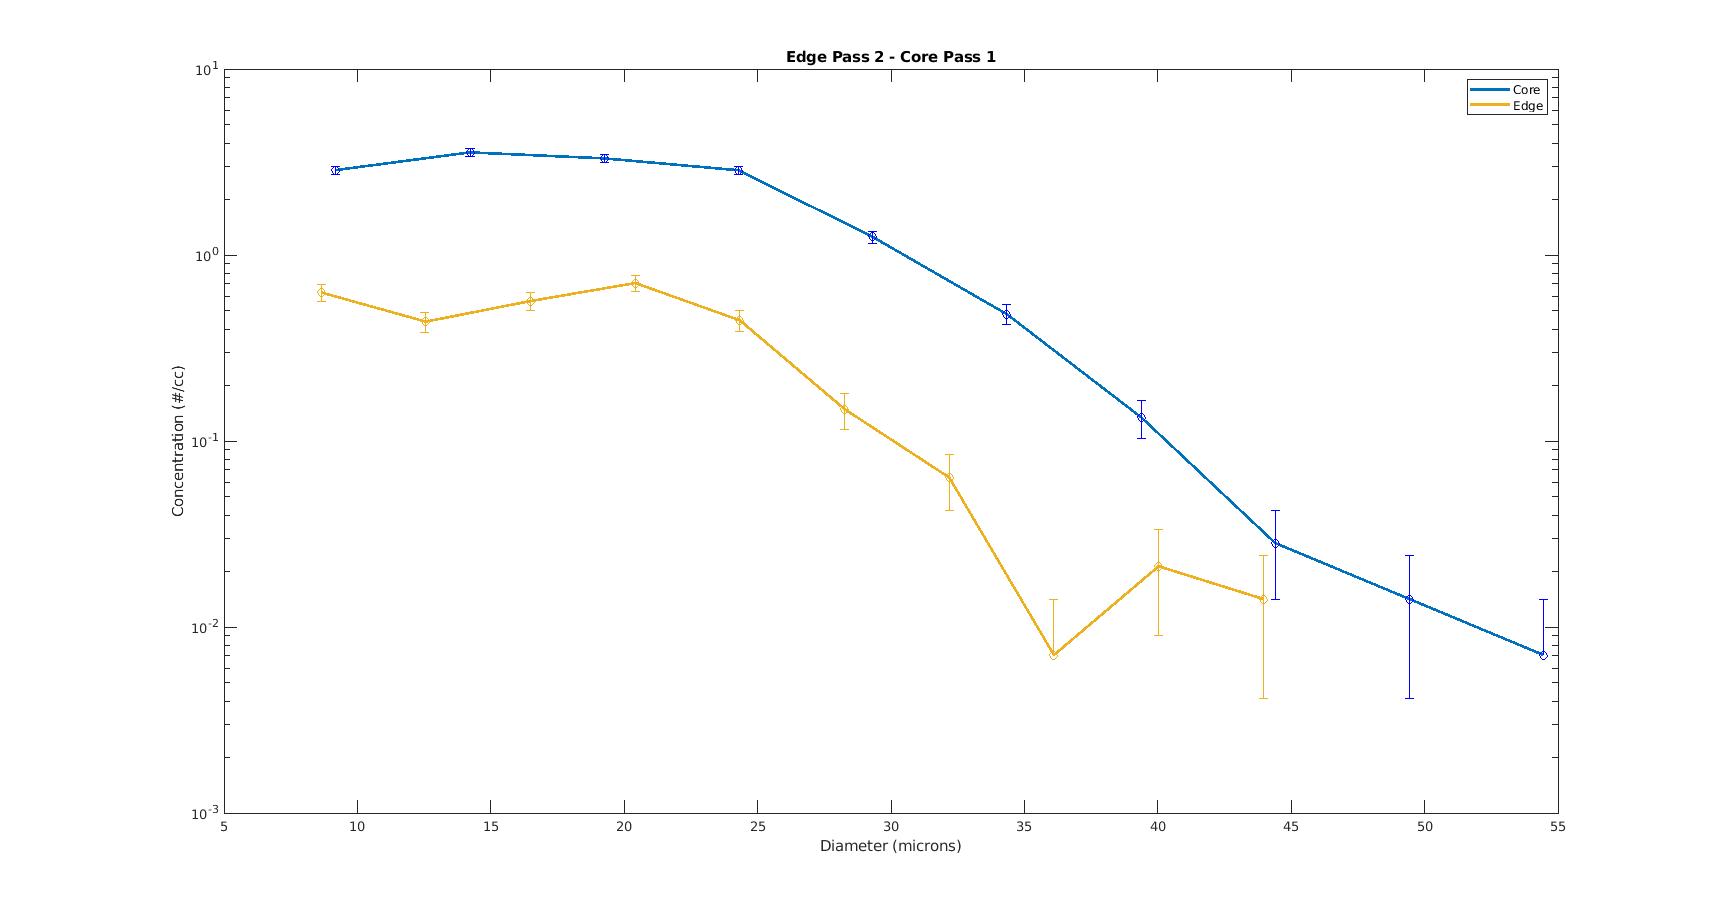 Edge Pass 2 - Core Pass 1
10^1
10^0
10^-1
10^-2
10^-3
Concentration (#/cc)
Core
Edge
5 10 15 20 25 30 35 40 45 50 55
Diameter (microns)